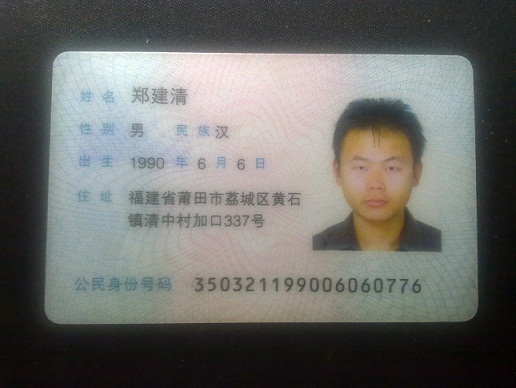 姓名 郑建清
性别 男 民族 汉
出生 1990 年 6 月 6 日
住址 福建省莆田市荔城区黄石
镇清中村加口337号
公民身份号码 350321199006060776